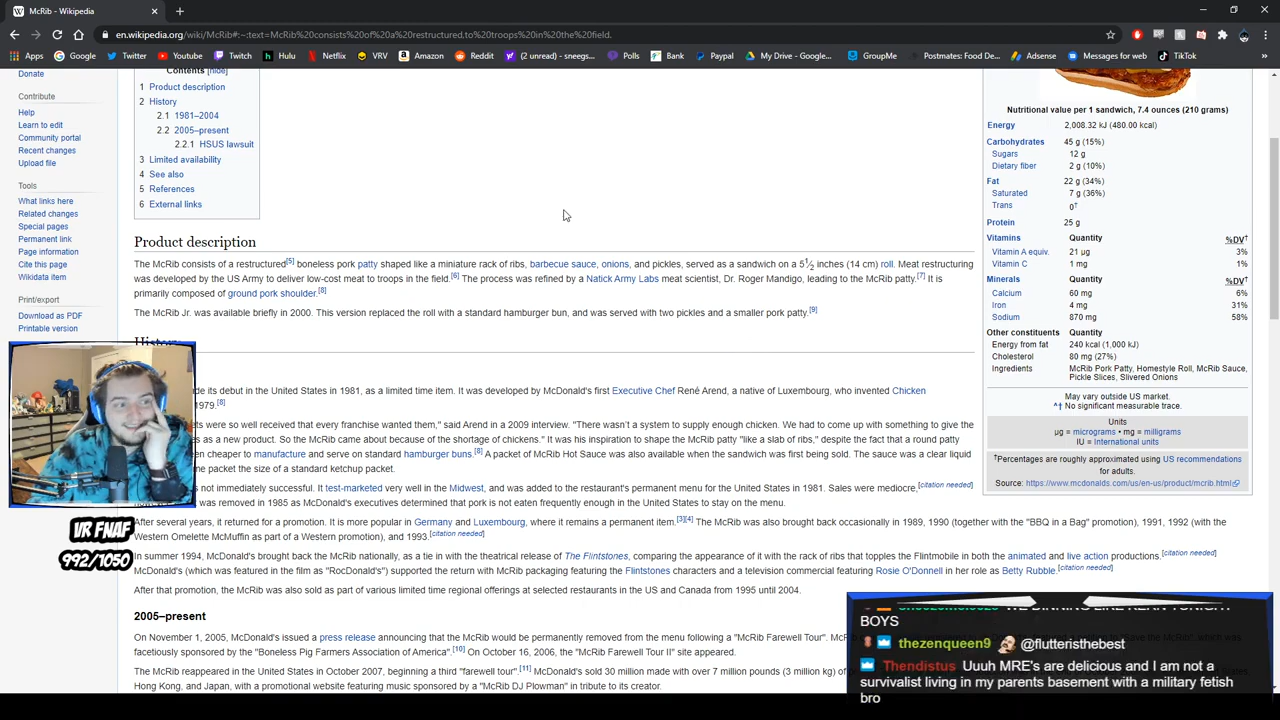 McRib - Wikipedia
en.wikipedia.org/wiki/McRib#:~:text=McRib%20consists%20of%20a%20restructured,to%20troops%20in%20the%20field.
Apps Google Twitter Youtube Twitch Hulu Netflix VRV Amazon Reddit (2 unread) - sneegs... Polls Bank Paypal My Drive - Google... GroupMe Postmates: Food De... Adsense Messages for web TikTok
Donate
Contribute
Help
Learn to edit
Community portal
Recent changes
Upload file
Tools
What links here
Related changes
Special pages
Permanent link
Page information
Cite this page
Wikidata item
Print/export
Download as PDF
Printable version
Contents [hide]
1 Product description
2 History
2.1 1981–2004
2.2 2005–present
2.2.1 HSUS lawsuit
3 Limited availability
4 See also
5 References
6 External links
Product description
The McRib consists of a restructured[5] boneless pork patty shaped like a miniature rack of ribs, barbecue sauce, onions, and pickles, served as a sandwich on a 5½ inches (14 cm) roll. Meat restructuring
was developed by the US Army to deliver low-cost meat to troops in the field.[6] The process was refined by a Natick Army Labs meat scientist, Dr. Roger Mandigo, leading to the McRib patty.[7] It is
primarily composed of ground pork shoulder.[8]
The McRib Jr. was available briefly in 2000. This version replaced the roll with a standard hamburger bun, and was served with two pickles and a smaller pork patty.[9]
History
its debut in the United States in 1981, as a limited time item. It was developed by McDonald's first Executive Chef René Arend, a native of Luxembourg, who invented Chicken
1979.[8]
were so well received that every franchise wanted them," said Arend in a 2009 interview. "There wasn't a system to supply enough chicken. We had to come up with something to give the
as a new product. So the McRib came about because of the shortage of chickens." It was his inspiration to shape the McRib patty "like a slab of ribs," despite the fact that a round patty
cheaper to manufacture and serve on standard hamburger buns.[8] A packet of McRib Hot Sauce was also available when the sandwich was first being sold. The sauce was a clear liquid
packet the size of a standard ketchup packet.
not immediately successful. It test-marketed very well in the Midwest, and was added to the restaurant's permanent menu for the United States in 1981. Sales were mediocre,[citation needed]
was removed in 1985 as McDonald's executives determined that pork is not eaten frequently enough in the United States to stay on the menu.
After several years, it returned for a promotion. It is more popular in Germany and Luxembourg, where it remains a permanent item.[3][4] The McRib was also brought back occasionally in 1989, 1990 (together with the "BBQ in a Bag" promotion), 1991, 1992 (with the
Western Omelette McMuffin as part of a Western promotion), and 1993.[citation needed]
In summer 1994, McDonald's brought back the McRib nationally, as a tie in with the theatrical release of The Flintstones, comparing the appearance of it with the rack of ribs that topples the Flintmobile in both the animated and live action productions.[citation needed]
McDonald's (which was featured in the film as "RocDonald's") supported the return with McRib packaging featuring the Flintstones characters and a television commercial featuring Rosie O'Donnell in her role as Betty Rubble.[citation needed]
After that promotion, the McRib was also sold as part of various limited time regional offerings at selected restaurants in the US and Canada from 1995 until 2004.
2005–present
On November 1, 2005, McDonald's issued a press release announcing that the McRib would be permanently removed from the menu following a "McRib Farewell Tour".
facetiously sponsored by the "Boneless Pig Farmers Association of America".[10] On October 16, 2006, the "McRib Farewell Tour II" site appeared.
The McRib reappeared in the United States in October 2007, beginning a third "farewell tour".[11] McDonald's sold 30 million made with over 7 million pounds (3 million kg) of
Hong Kong, and Japan, with a promotional website featuring music sponsored by a "McRib DJ Plowman" in tribute to its creator.
Nutritional value per 1 sandwich, 7.4 ounces (210 grams)
Energy 2,008.32 kJ (480.00 kcal)
Carbohydrates 45 g (15%)
Sugars 12 g
Dietary fiber 2 g (10%)
Fat 22 g (34%)
Saturated 7 g (36%)
Trans 0†
Protein 25 g
Vitamins Quantity %DV†
Vitamin A equiv. 21 μg 3%
Vitamin C 1 mg 1%
Minerals Quantity %DV†
Calcium 60 mg 6%
Iron 4 mg 31%
Sodium 870 mg 58%
Other constituents Quantity
Energy from fat 240 kcal (1,000 kJ)
Cholesterol 80 mg (27%)
Ingredients McRib Pork Patty, Homestyle Roll, McRib Sauce,
Pickle Slices, Slivered Onions
May vary outside US market.
^† No significant measurable trace.
Units
μg = micrograms • mg = milligrams
IU = International units
†Percentages are roughly approximated using US recommendations
for adults.
Source: https://www.mcdonalds.com/us/en-us/product/mcrib.html
VR FNAF
992/1050
BOYS
thezenqueen9 @flutteristhebest
Thendistus Uuuh MRE's are delicious and I am not a
survivalist living in my parents basement with a military fetish
bro